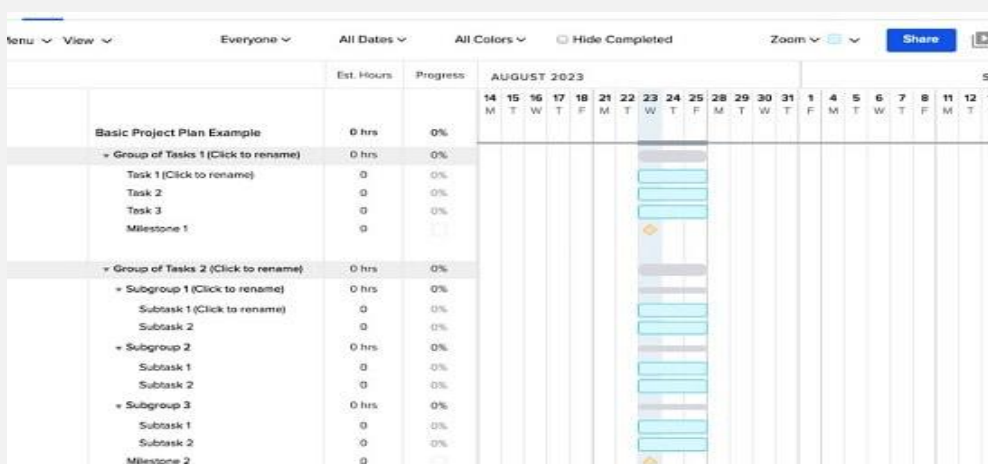 View Everyone All Dates All Colors Hide Completed Zoom Share
Est. Hours Progress AUGUST 2023
14 15 16 17 18 21 22 23 24 25 28 29 30 31 1 4 5 6 7 8 11 12
M T W T F M T W T F M T W T F M T W T F M T
Basic Project Plan Example 0 hrs 0%
Group of Tasks 1 (Click to rename) 0 hrs 0%
Task 1 (Click to rename) 0 0%
Task 2 0 0%
Task 3 0 0%
Milestone 1 0
Group of Tasks 2 (Click to rename) 0 hrs 0%
Subgroup 1 (Click to rename) 0 hrs 0%
Subtask 1 (Click to rename) 0 0%
Subtask 2 0 0%
Subgroup 2 0 hrs 0%
Subtask 1 0 0%
Subtask 2 0 0%
Subgroup 3 0 hrs 0%
Subtask 1 0 0%
Subtask 2 0 0%
Milestone 2 0